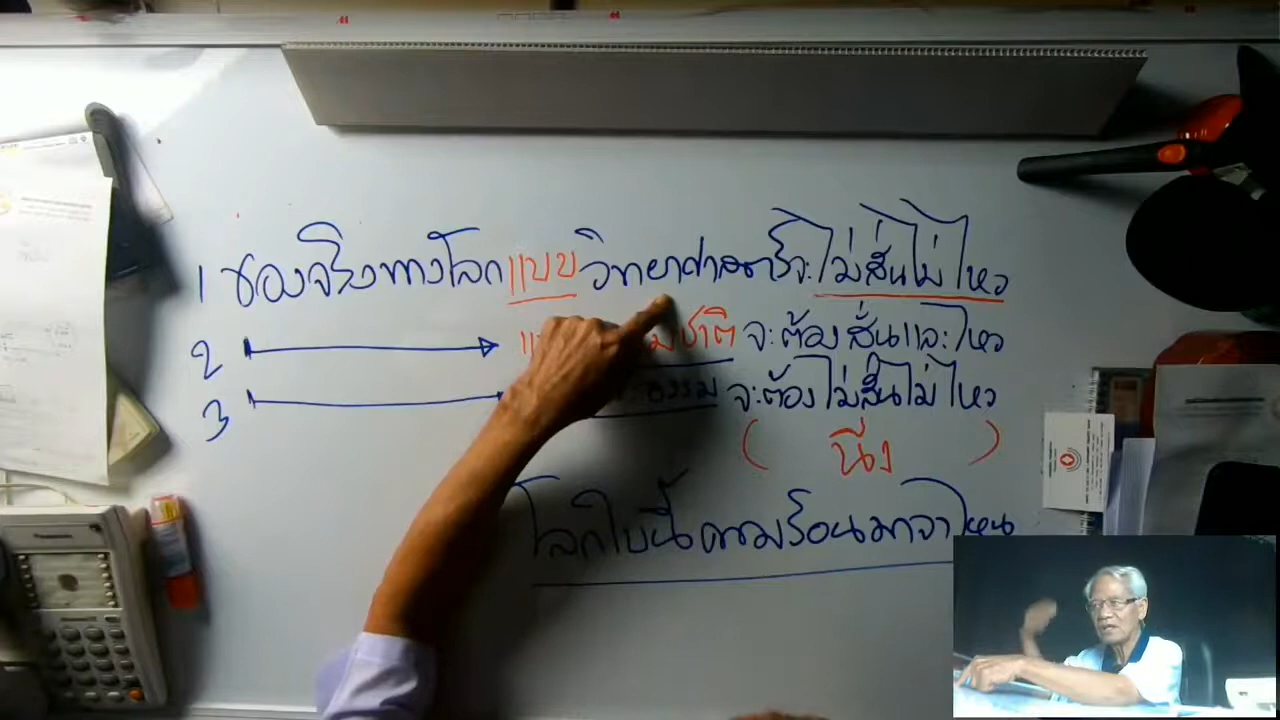 1 ของจริงทางโลกแบบวิทยาศาสตร์จะไม่สั่นไม่ไหว
2 ชาติ จะต้องสั่นและไหว
3 ธรรม จะต้องไม่สั่นไม่ไหว
( นิ่ง )
โลกใบนี้ความร้อนมาจาไหน
Panasonic